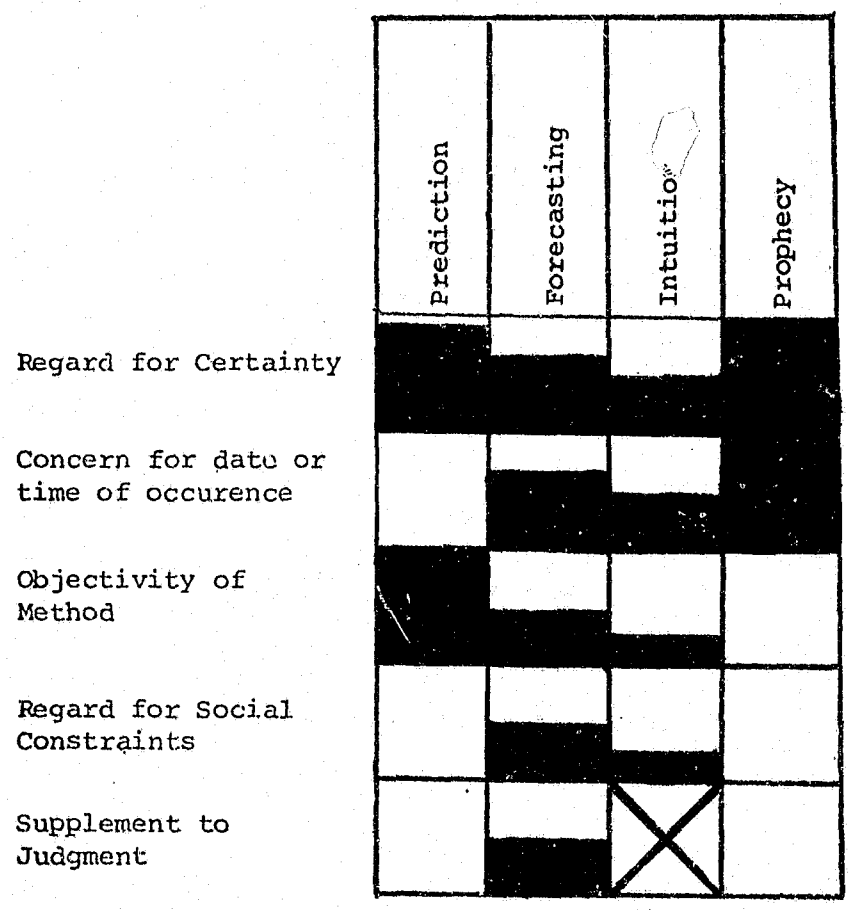 Prediction
Forecasting
Intuitio
Prophecy
Regard for Certainty
Concern for date or
time of occurence
Objectivity of
Method
Regard for Social
Constraints
Supplement to
Judgment